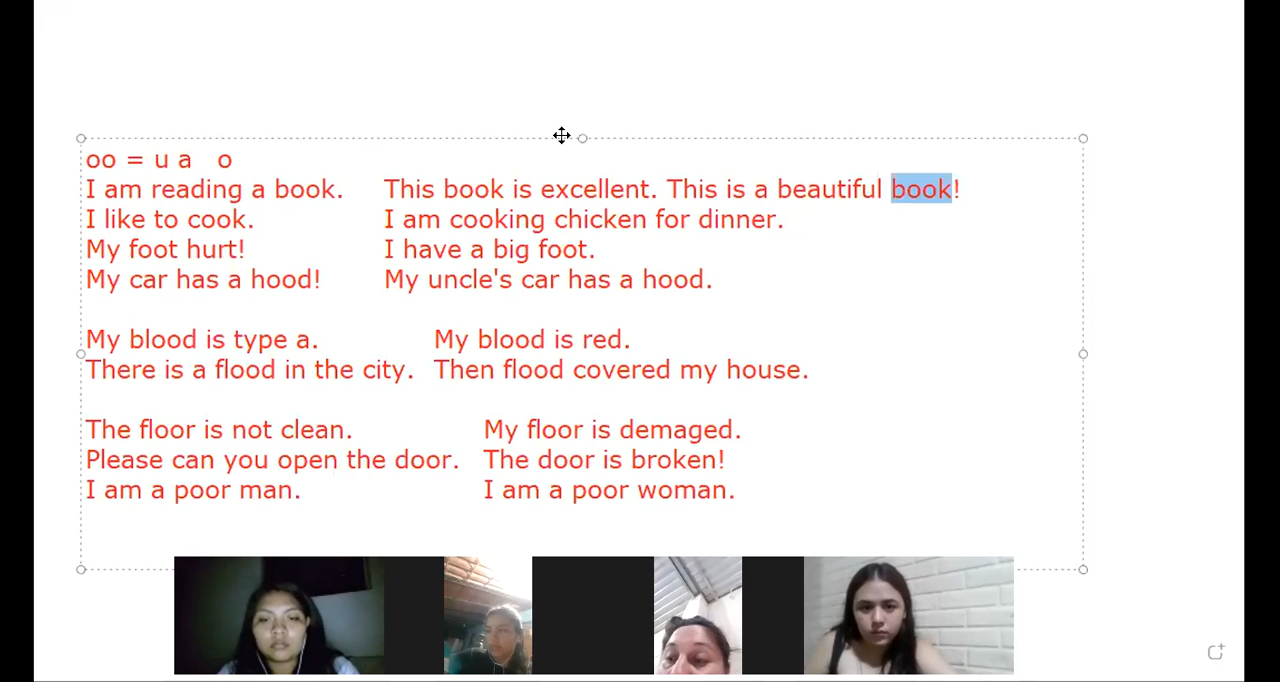 oo = u a o
I am reading a book. This book is excellent. This is a beautiful book!
I like to cook. I am cooking chicken for dinner.
My foot hurt! I have a big foot.
My car has a hood! My uncle's car has a hood.
My blood is type a. My blood is red.
There is a flood in the city. Then flood covered my house.
The floor is not clean. My floor is demaged.
Please can you open the door. The door is broken!
I am a poor man. I am a poor woman.